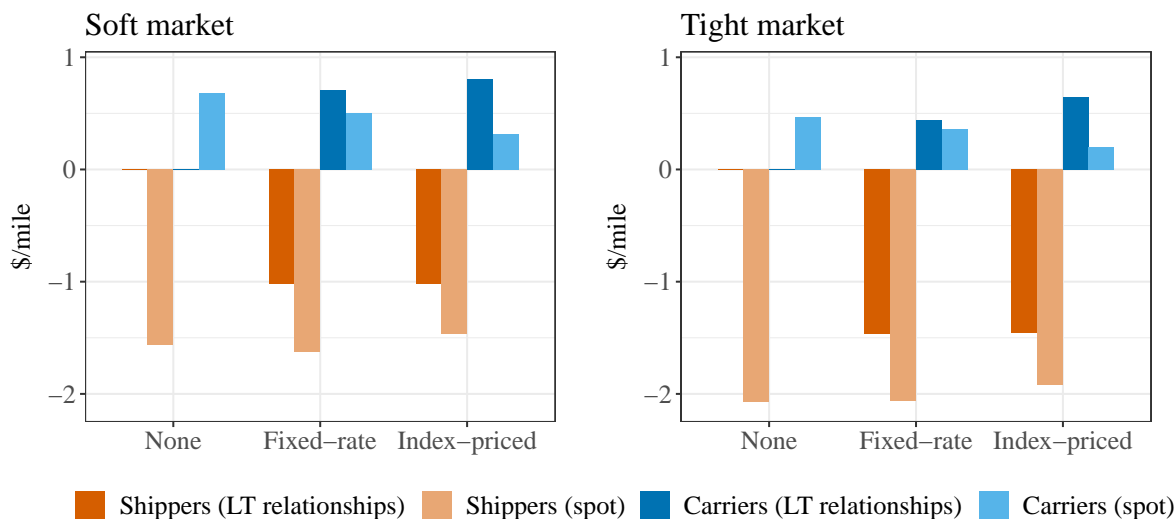 Soft market
Tight market
1
0
−1
−2
$/mile
None
Fixed−rate
Index−priced
1
0
−1
−2
$/mile
None
Fixed−rate
Index−priced
Shippers (LT relationships)
Shippers (spot)
Carriers (LT relationships)
Carriers (spot)